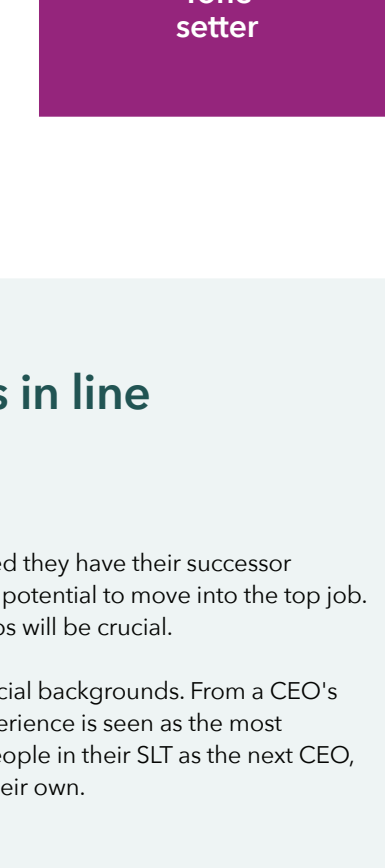 setter
s in line
ed they have their successor
potential to move into the top job.
os will be crucial.
cial backgrounds. From a CEO's
erience is seen as the most
eople in their SLT as the next CEO,
eir own.